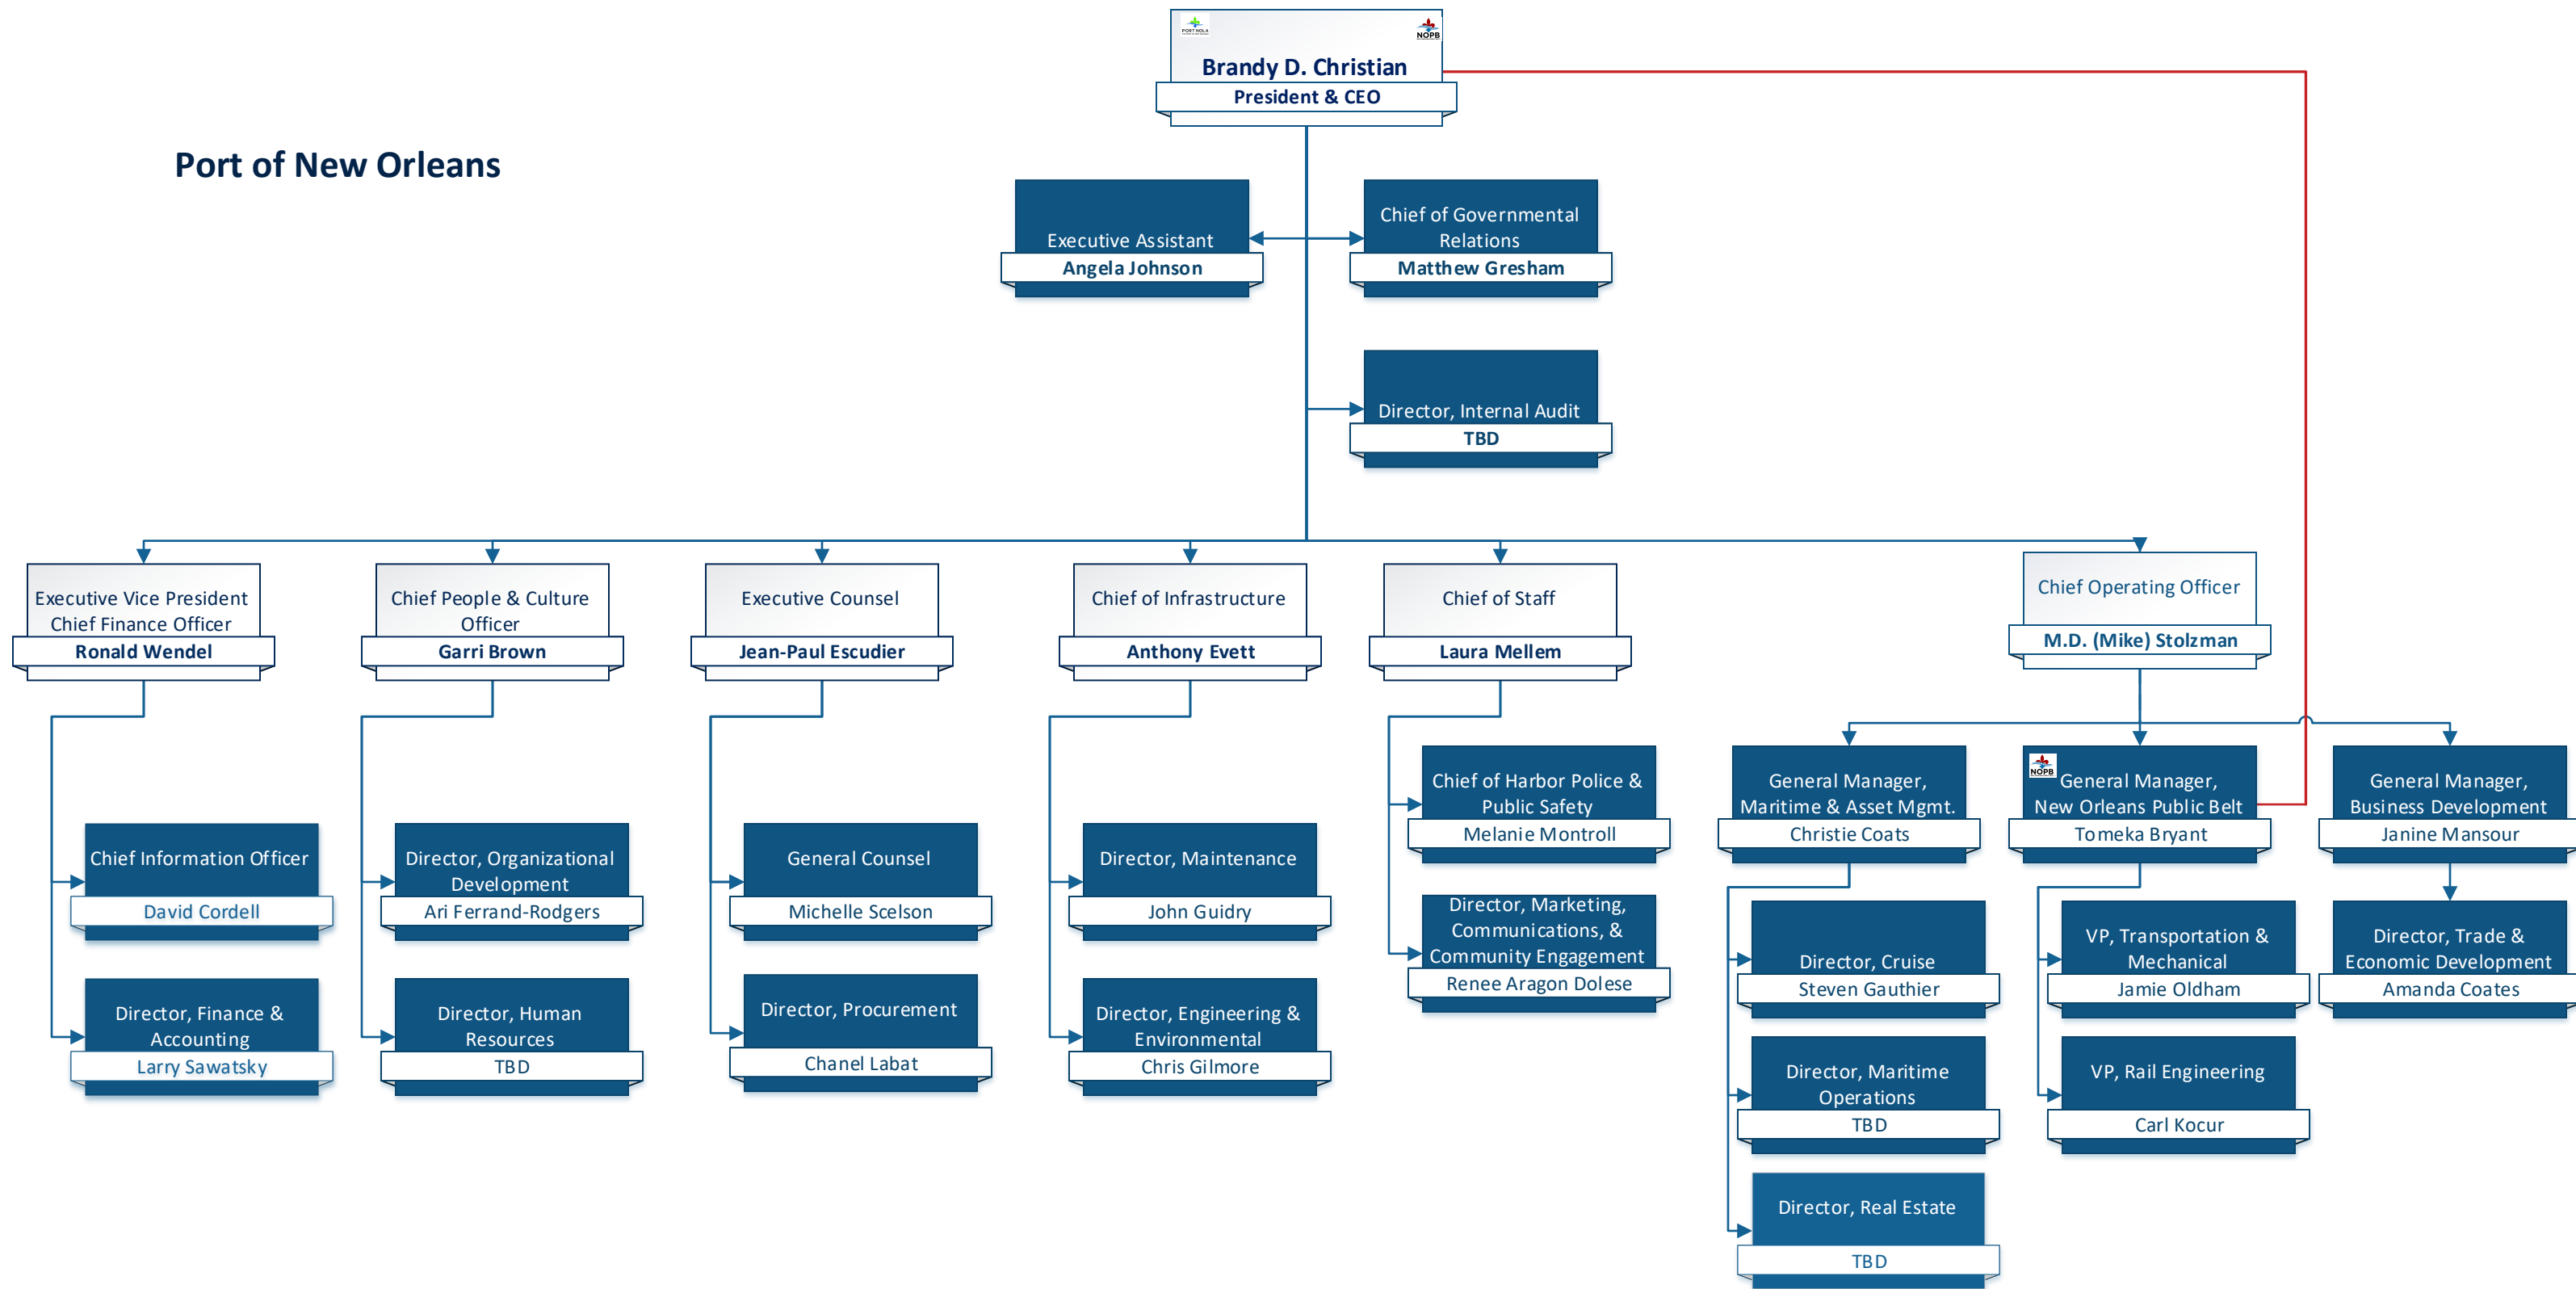 PORT NOLA
NOPB
Brandy D. Christian
President & CEO
Port of New Orleans
Executive Assistant
Angela Johnson
Chief of Governmental
Relations
Matthew Gresham
Director, Internal Audit
TBD
Executive Vice President
Chief Finance Officer
Ronald Wendel
Chief People & Culture
Officer
Garri Brown
Executive Counsel
Jean-Paul Escudier
Chief of Infrastructure
Anthony Evett
Chief of Staff
Laura Mellem
Chief Operating Officer
M.D. (Mike) Stolzman
Chief Information Officer
David Cordell
Director, Finance &
Accounting
Larry Sawatsky
Director, Organizational
Development
Ari Ferrand-Rodgers
Director, Human
Resources
TBD
General Counsel
Michelle Scelson
Director, Procurement
Chanel Labat
Director, Maintenance
John Guidry
Director, Engineering &
Environmental
Chris Gilmore
Chief of Harbor Police &
Public Safety
Melanie Montroll
Director, Marketing,
Communications, &
Community Engagement
Renee Aragon Dolese
General Manager,
Maritime & Asset Mgmt.
Christie Coats
Director, Cruise
Steven Gauthier
Director, Maritime
Operations
TBD
Director, Real Estate
TBD
NOPB
General Manager,
New Orleans Public Belt
Tomeka Bryant
VP, Transportation &
Mechanical
Jamie Oldham
VP, Rail Engineering
Carl Kocur
General Manager,
Business Development
Janine Mansour
Director, Trade &
Economic Development
Amanda Coates